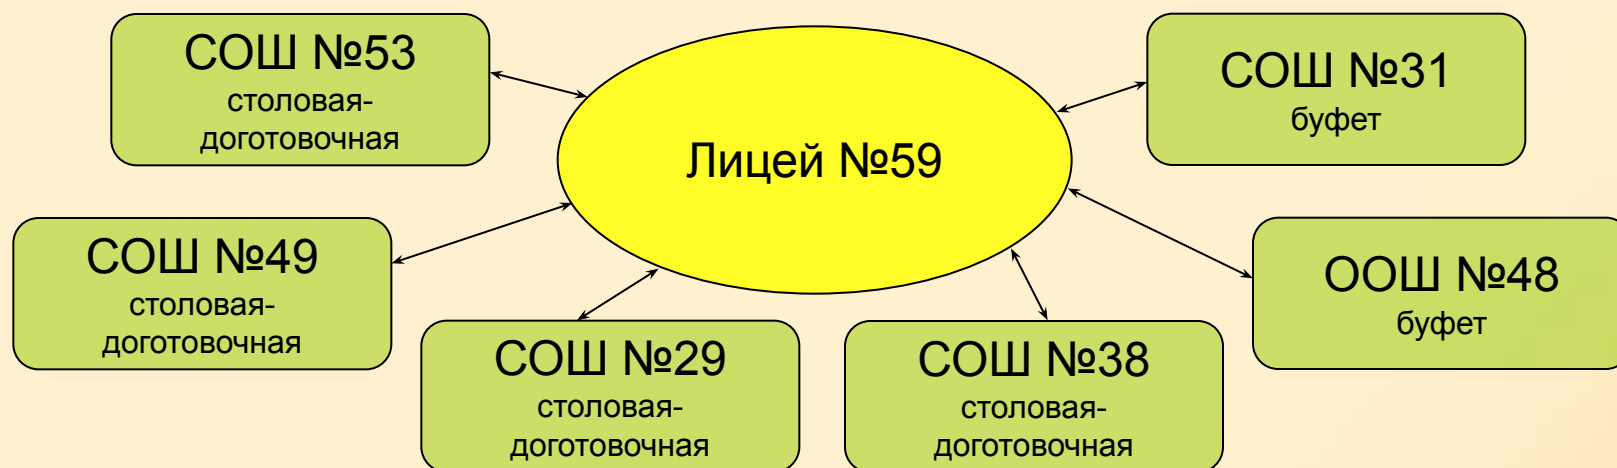 СОШ №53
столовая-
доготовочная
Лицей №59
СОШ №31
буфет
СОШ №49
столовая-
доготовочная
ООШ №48
буфет
СОШ №29
столовая-
доготовочная
СОШ №38
столовая-
доготовочная